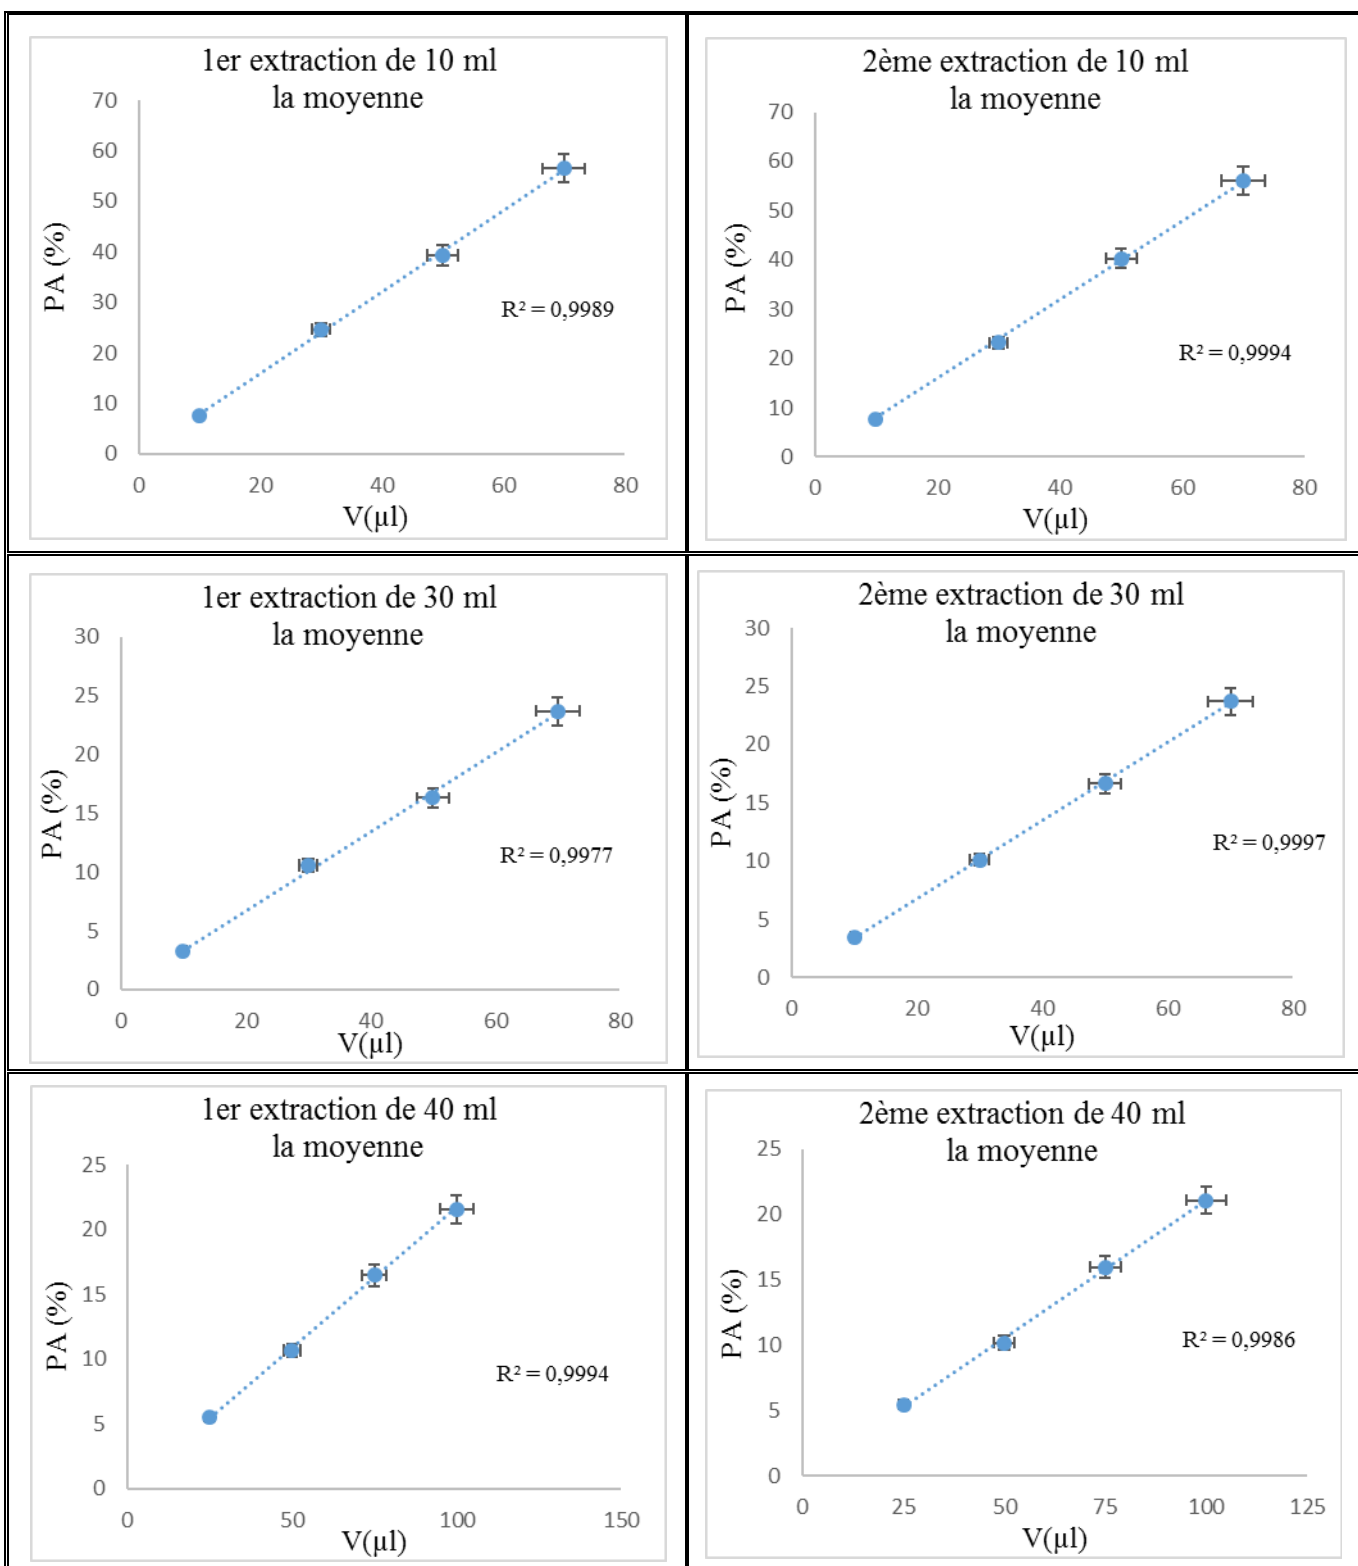 1er extraction de 10 ml
la moyenne
70
60
50
40
30
20
10
0
PA (%)
R² = 0,9989
0 20 40 60 80
V(µl)
2ème extraction de 10 ml
la moyenne
70
60
50
40
30
20
10
0
PA (%)
R² = 0,9994
0 20 40 60 80
V(µl)
1er extraction de 30 ml
la moyenne
30
25
20
15
10
5
0
PA (%)
R² = 0,9977
0 20 40 60 80
V(µl)
2ème extraction de 30 ml
la moyenne
30
25
20
15
10
5
0
PA (%)
R² = 0,9997
0 20 40 60 80
V(µl)
1er extraction de 40 ml
la moyenne
25
20
15
10
5
0
PA (%)
R² = 0,9994
0 50 100 150
V(µl)
2ème extraction de 40 ml
la moyenne
25
20
15
10
5
0
PA (%)
R² = 0,9986
0 25 50 75 100 125
V(µl)